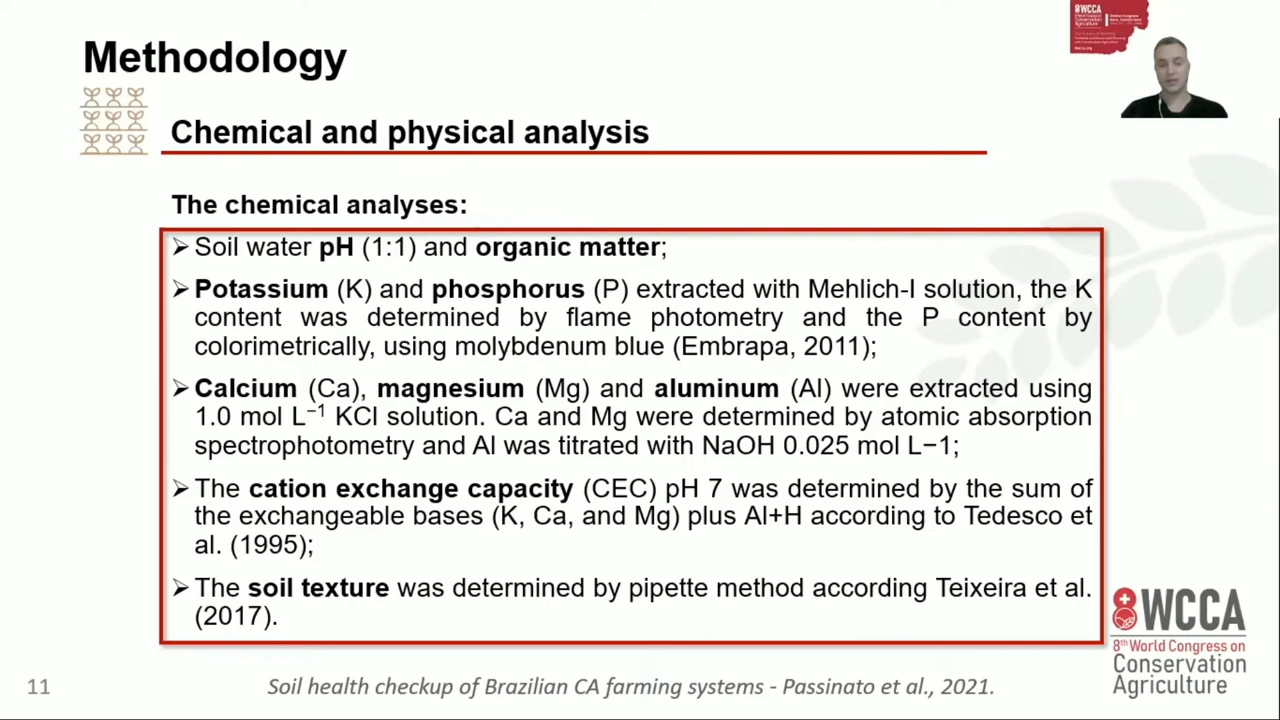 8WCCA
Methodology
Chemical and physical analysis
The chemical analyses:
➢ Soil water pH (1:1) and organic matter;
➢ Potassium (K) and phosphorus (P) extracted with Mehlich-I solution, the K
content was determined by flame photometry and the P content by
colorimetrically, using molybdenum blue (Embrapa, 2011);
➢ Calcium (Ca), magnesium (Mg) and aluminum (Al) were extracted using
1.0 mol L⁻¹ KCl solution. Ca and Mg were determined by atomic absorption
spectrophotometry and Al was titrated with NaOH 0.025 mol L−1;
➢ The cation exchange capacity (CEC) pH 7 was determined by the sum of
the exchangeable bases (K, Ca, and Mg) plus Al+H according to Tedesco et
al. (1995);
➢ The soil texture was determined by pipette method according Teixeira et al.
(2017).
8WCCA
8th World Congress on
Conservation
Agriculture
11
Soil health checkup of Brazilian CA farming systems - Passinato et al., 2021.